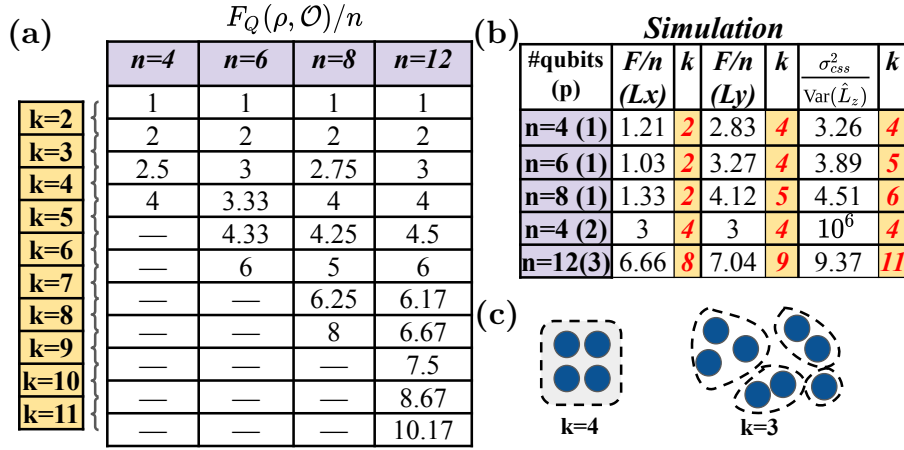 (a)
F_Q(ρ, 𝒪)/n
n=4 n=6 n=8 n=12
1 1 1 1
k=2
2 2 2 2
k=3
2.5 3 2.75 3
k=4
4 3.33 4 4
k=5
— 4.33 4.25 4.5
k=6
— 6 5 6
k=7
— — 6.25 6.17
k=8
— — 8 6.67
k=9
— — — 7.5
k=10
— — — 8.67
k=11
— — — 10.17
(b)
Simulation
#qubits (p) F/n (Lx) k F/n (Ly) k σ²_css / Var(L̂_z) k
n=4 (1) 1.21 2 2.83 4 3.26 4
n=6 (1) 1.03 2 3.27 4 3.89 5
n=8 (1) 1.33 2 4.12 5 4.51 6
n=4 (2) 3 4 3 4 10⁶ 4
n=12(3) 6.66 8 7.04 9 9.37 11
(c)
k=4 k=3